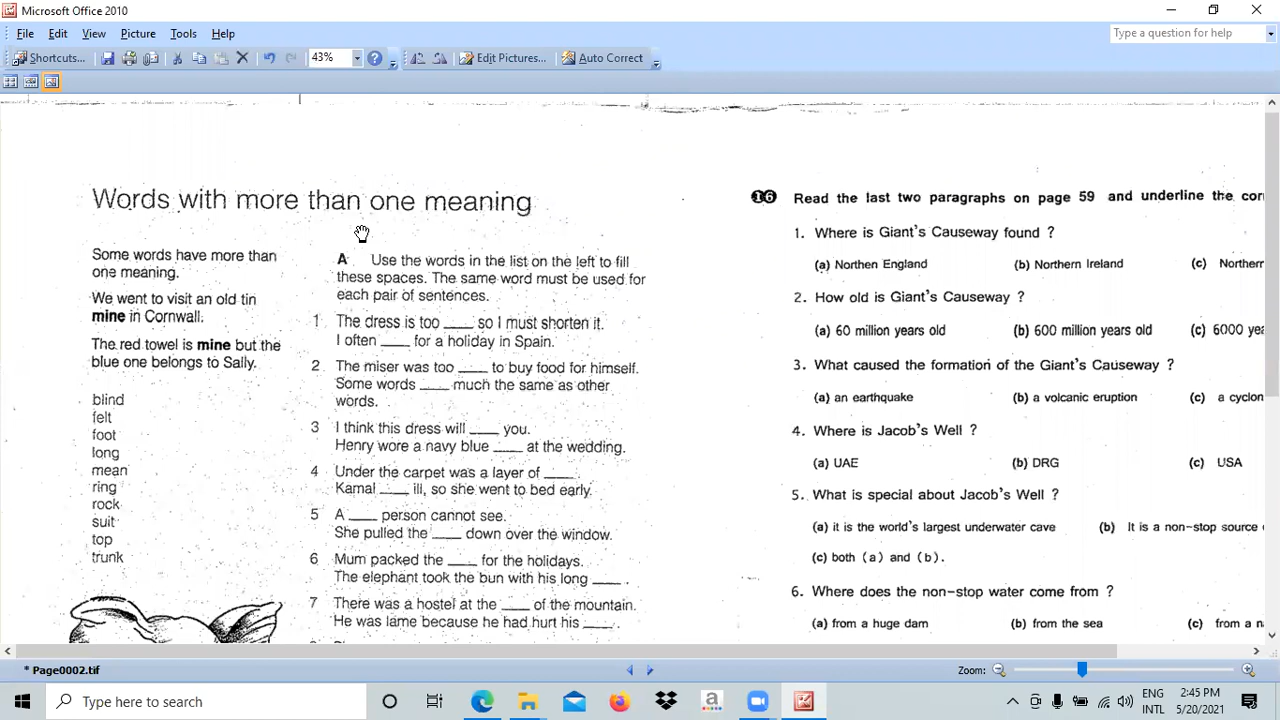 Microsoft Office 2010
File Edit View Picture Tools Help
Type a question for help
Shortcuts... 43% Edit Pictures... Auto Correct
Words with more than one meaning
Some words have more than
one meaning.
We went to visit an old tin
mine in Cornwall.
The red towel is mine but the
blue one belongs to Sally.
blind
felt
foot
long
mean
ring
rock
suit
top
trunk
A Use the words in the list on the left to fill
these spaces. The same word must be used for
each pair of sentences.
1 The dress is too ____ so I must shorten it.
I often ____ for a holiday in Spain.
2 The miser was too ____ to buy food for himself.
Some words ____ much the same as other
words.
3 I think this dress will ____ you.
Henry wore a navy blue ____ at the wedding.
4 Under the carpet was a layer of ____.
Kamal ____ ill, so she went to bed early.
5 A ____ person cannot see.
She pulled the ____ down over the window.
6 Mum packed the ____ for the holidays.
The elephant took the bun with his long ____.
7 There was a hostel at the ____ of the mountain.
He was lame because he had hurt his ____.
16 Read the last two paragraphs on page 59 and underline the cor
1. Where is Giant's Causeway found ?
(a) Northen England (b) Northern Ireland (c) Northern
2. How old is Giant's Causeway ?
(a) 60 million years old (b) 600 million years old (c) 6000 yea
3. What caused the formation of the Giant's Causeway ?
(a) an earthquake (b) a volcanic eruption (c) a cyclon
4. Where is Jacob's Well ?
(a) UAE (b) DRG (c) USA
5. What is special about Jacob's Well ?
(a) it is the world's largest underwater cave (b) It is a non-stop source
(c) both (a) and (b).
6. Where does the non-stop water come from ?
(a) from a huge dam (b) from the sea (c) from a n
* Page0002.tif Zoom:
Type here to search
ENG 2:45 PM
INTL 5/20/2021